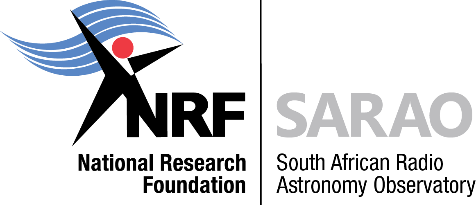 NRF
National Research
Foundation
SARAO
South African Radio
Astronomy Observatory